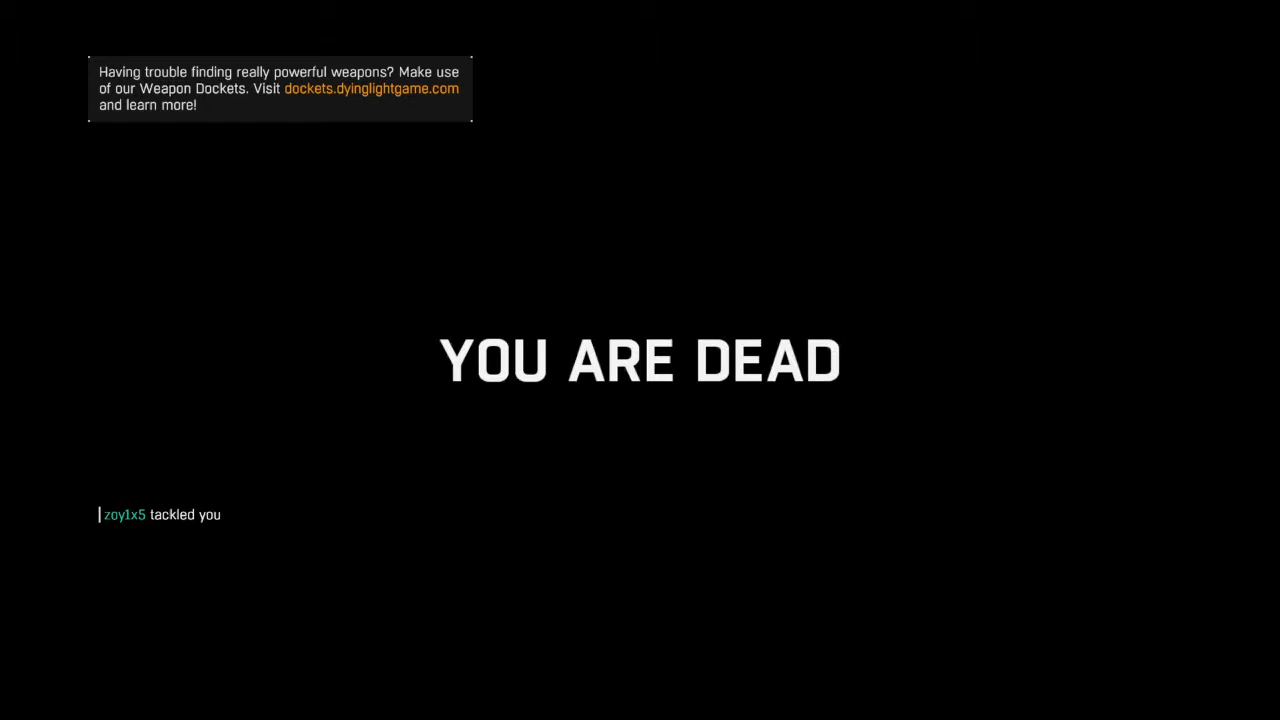 Having trouble finding really powerful weapons? Make use
of our Weapon Dockets. Visit dockets.dyinglightgame.com
and learn more!
YOU ARE DEAD
zoy1x5 tackled you